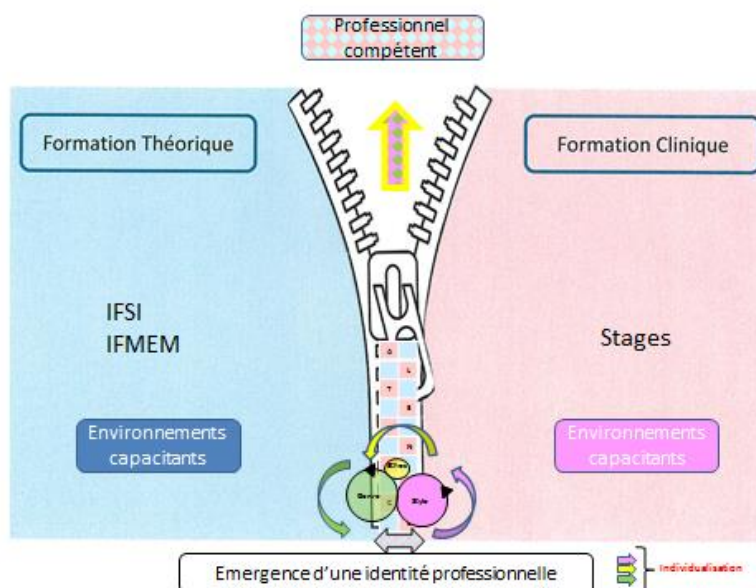 Professionnel
compétent
Formation Théorique
Formation Clinique
IFSI
IFMEM
Stages
Environnements
capacitants
Environnements
capacitants
Genre
Style
Emergence d'une identité professionnelle
Individualisation